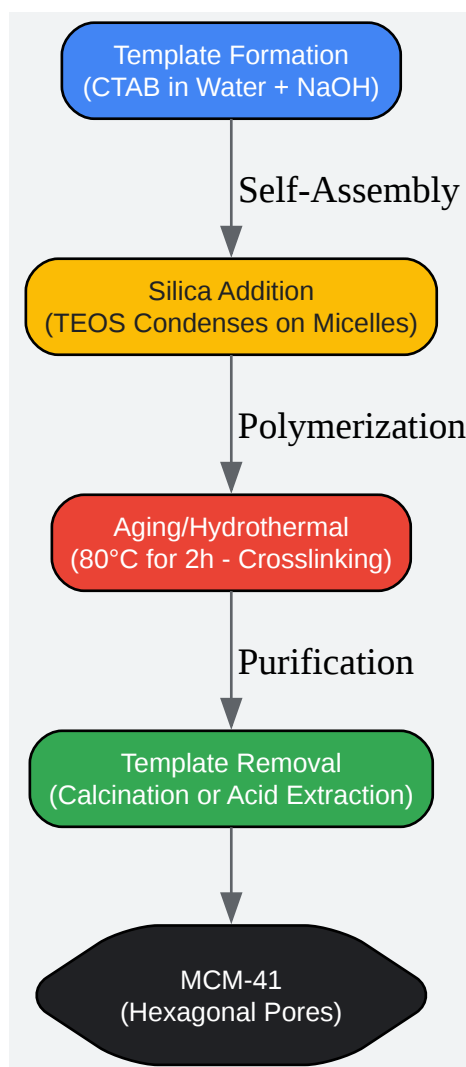 Template Formation
(CTAB in Water + NaOH)
Self-Assembly
Silica Addition
(TEOS Condenses on Micelles)
Polymerization
Aging/Hydrothermal
(80°C for 2h - Crosslinking)
Purification
Template Removal
(Calcination or Acid Extraction)
MCM-41
(Hexagonal Pores)